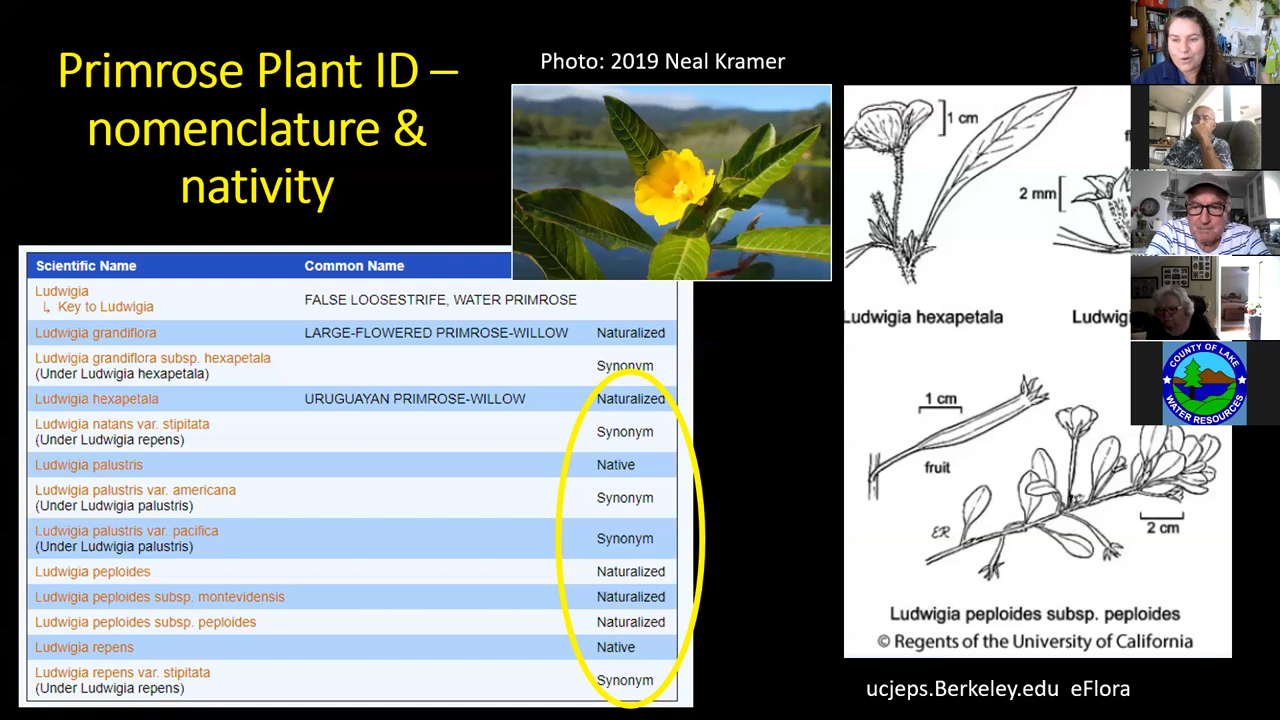 Primrose Plant ID –
nomenclature &
nativity
Photo: 2019 Neal Kramer
Scientific Name Common Name
Ludwigia
↳ Key to Ludwigia
FALSE LOOSESTRIFE, WATER PRIMROSE
Ludwigia grandiflora LARGE-FLOWERED PRIMROSE-WILLOW Naturalized
Ludwigia grandiflora subsp. hexapetala
(Under Ludwigia hexapetala)
Synonym
Ludwigia hexapetala URUGUAYAN PRIMROSE-WILLOW Naturalized
Ludwigia natans var. stipitata
(Under Ludwigia repens)
Synonym
Ludwigia palustris Native
Ludwigia palustris var. americana
(Under Ludwigia palustris)
Synonym
Ludwigia palustris var. pacifica
(Under Ludwigia palustris)
Synonym
Ludwigia peploides Naturalized
Ludwigia peploides subsp. montevidensis Naturalized
Ludwigia peploides subsp. peploides Naturalized
Ludwigia repens Native
Ludwigia repens var. stipitata
(Under Ludwigia repens)
Synonym
1 cm
2 mm
Ludwigia hexapetala
Ludwi
1 cm
fruit
ER
2 cm
Ludwigia peploides subsp. peploides
© Regents of the University of California
ucjeps.Berkeley.edu eFlora
COUNTY OF LAKE
WATER RESOURCES